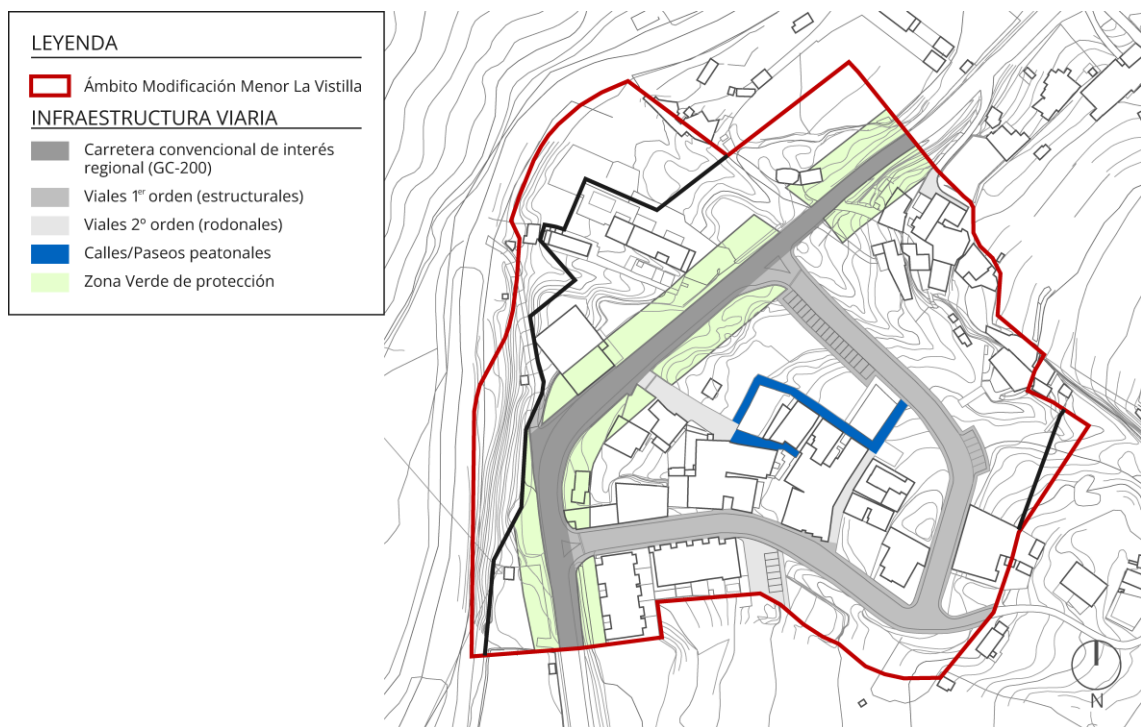 LEYENDA
Ámbito Modificación Menor La Vistilla
INFRAESTRUCTURA VIARIA
Carretera convencional de interés
regional (GC-200)
Viales 1er orden (estructurales)
Viales 2º orden (rodonales)
Calles/Paseos peatonales
Zona Verde de protección
N